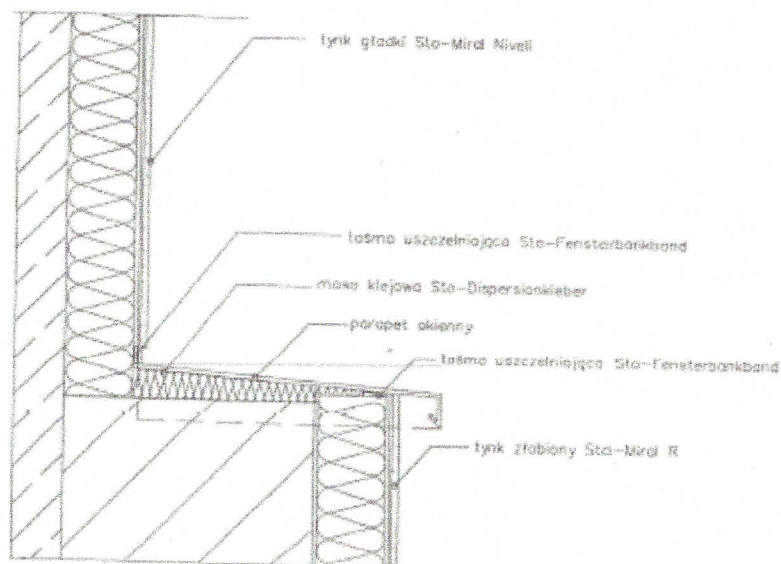 tynk gładki Sto-Miral Nivell
taśma uszczelniająca Sto-Fensterbankband
masa klejowa Sto-Dispersionkleber
parapet okienny
taśma uszczelniająca Sto-Fensterbankband
tynk żłobiony Sto-Miral R